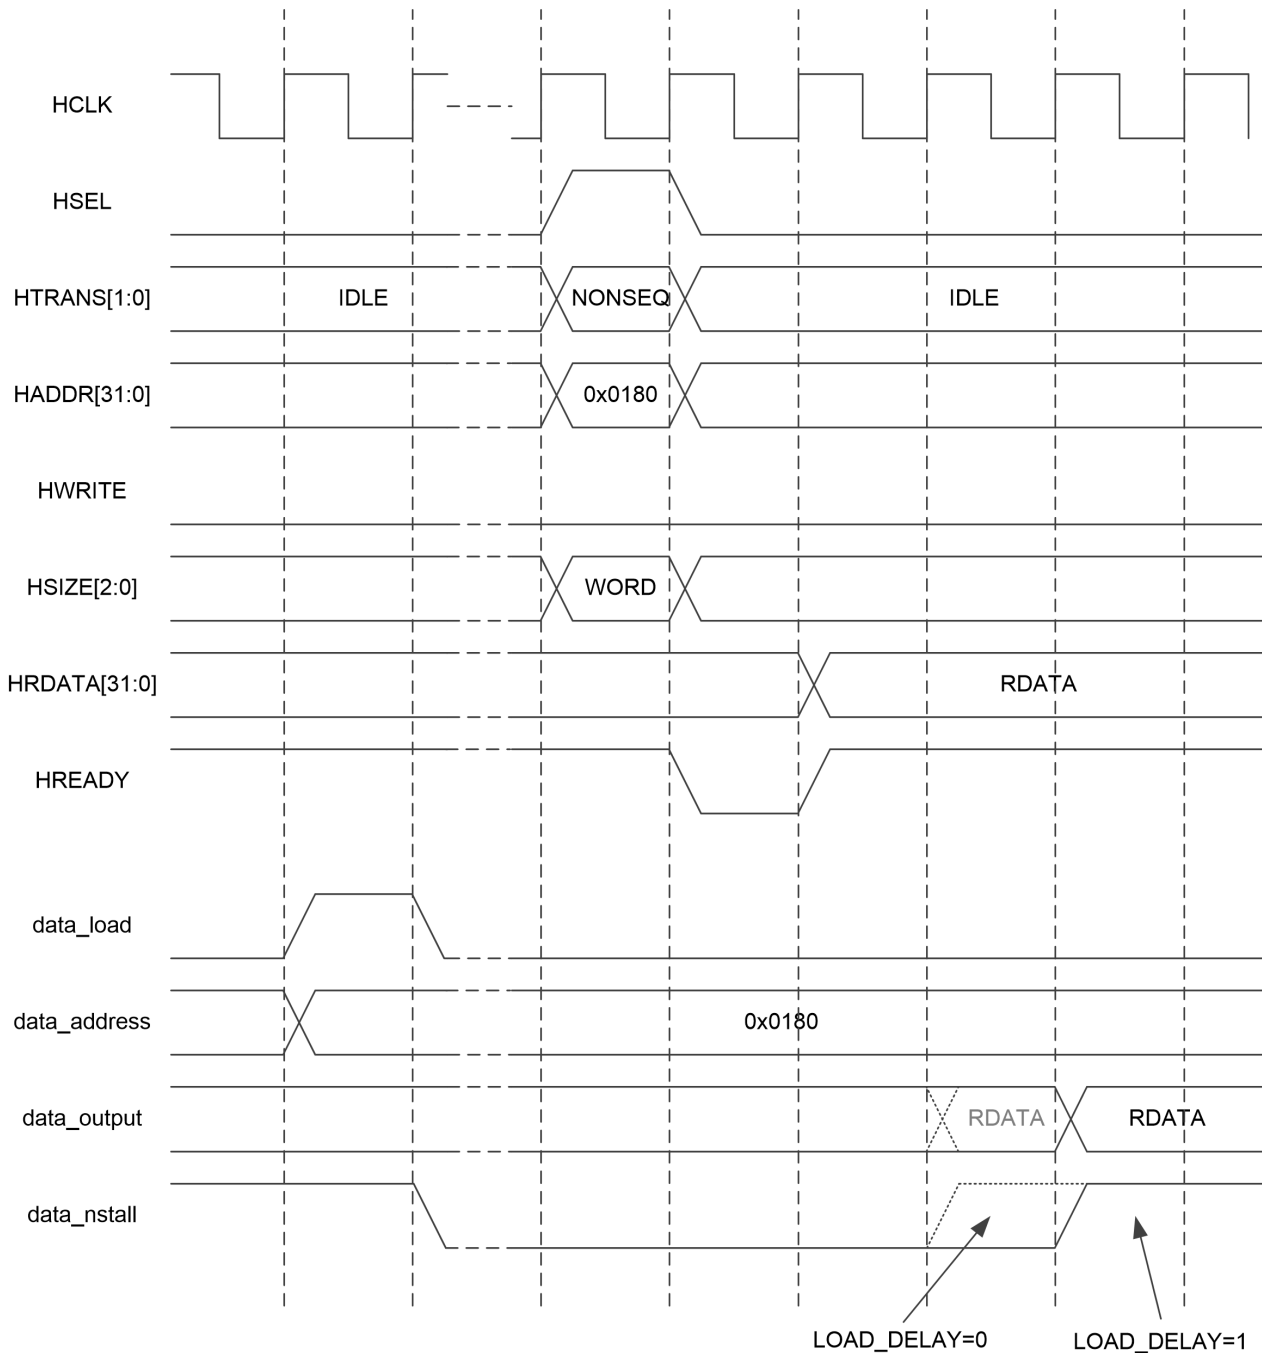 HCLK
HSEL
HTRANS[1:0] IDLE NONSEQ IDLE
HADDR[31:0] 0x0180
HWRITE
HSIZE[2:0] WORD
HRDATA[31:0] RDATA
HREADY
data_load
data_address 0x0180
data_output RDATA RDATA
data_nstall
LOAD_DELAY=0 LOAD_DELAY=1